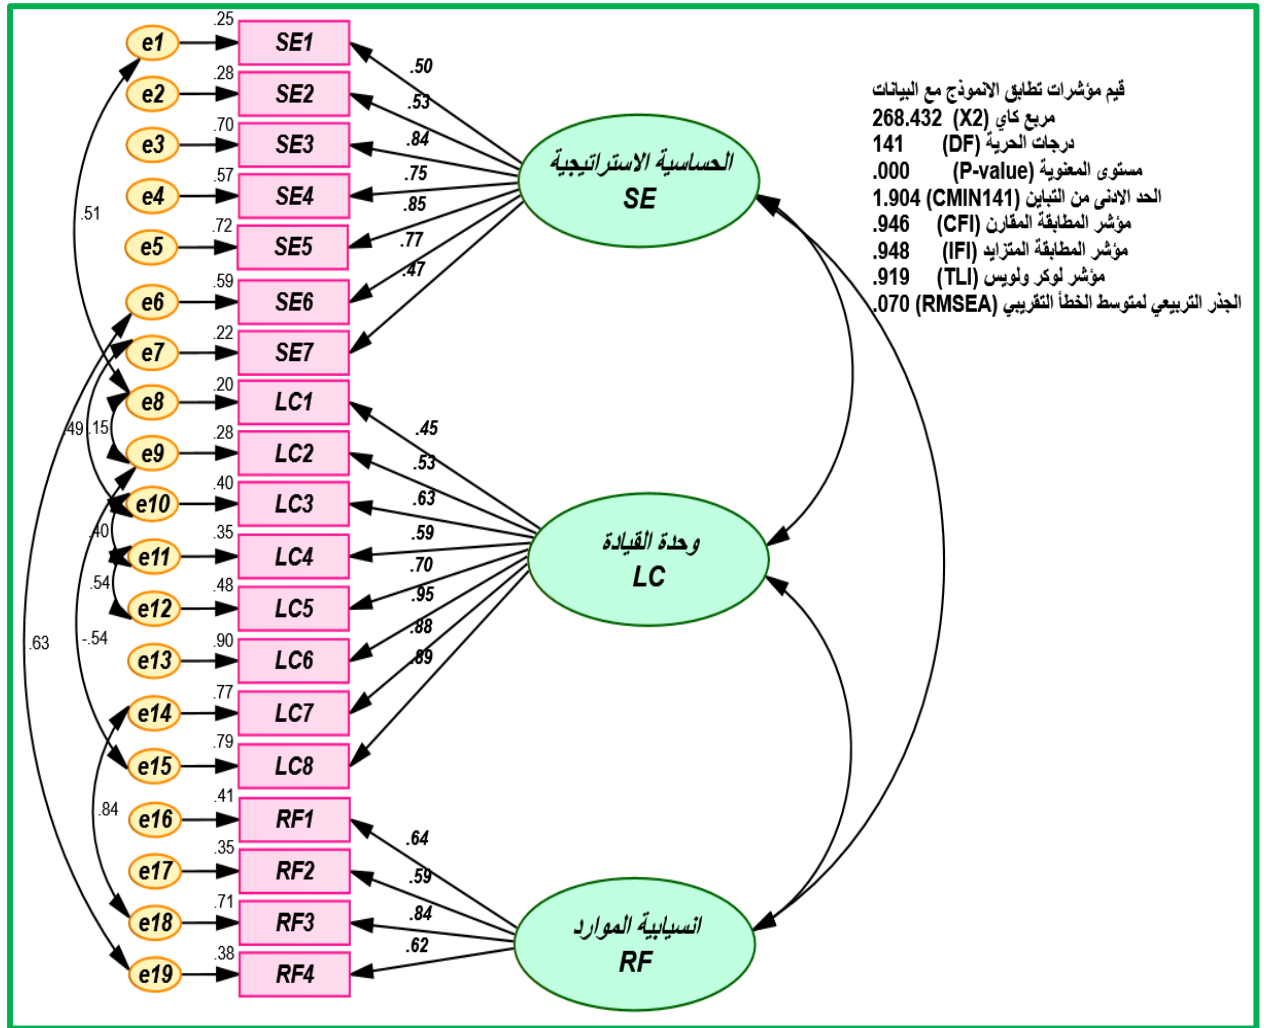 قيم مؤشرات تطابق الانموذج مع البيانات
مربع كاي (X2) 268.432
درجات الحرية (DF) 141
مستوى المعنوية (P-value) .000
الحد الادنى من التباين (CMIN141) 1.904
مؤشر المطابقة المقارن (CFI) .946
مؤشر المطابقة المتزايد (IFI) .948
مؤشر لوكر ولويس (TLI) .919
الجذر التربيعي لمتوسط الخطأ التقريبي (RMSEA) .070
الحساسية الاستراتيجية
SE
e1 .25 SE1 .50
e2 .28 SE2 .53
e3 .70 SE3 .84
e4 .57 SE4 .75
e5 .72 SE5 .85
e6 .59 SE6 .77
e7 .22 SE7 .47
وحدة القيادة
LC
e8 .20 LC1 .45
e9 .28 LC2 .53
e10 .40 LC3 .63
e11 .35 LC4 .59
e12 .48 LC5 .70
e13 .90 LC6 .95
e14 .77 LC7 .88
e15 .79 LC8 .89
انسيابية الموارد
RF
e16 .41 RF1 .64
e17 .35 RF2 .59
e18 .71 RF3 .84
e19 .38 RF4 .62
.51
.49
.15
.40
.54
-.54
.63
.84